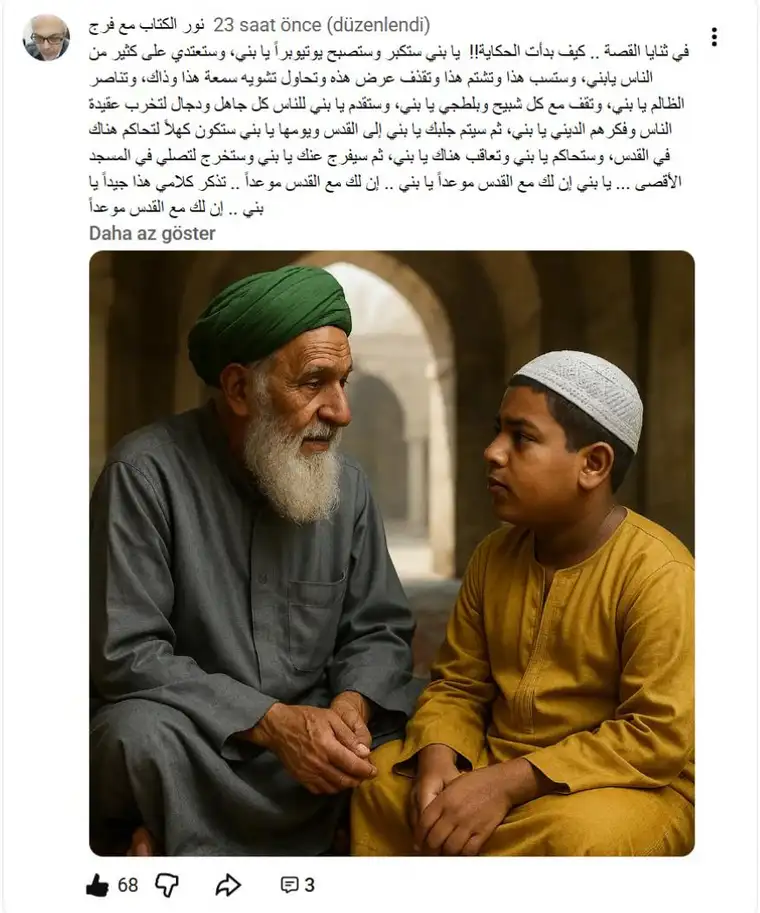 نور الكتاب مع فرج 23 saat önce (düzenlendi)
في ثنايا القصة .. كيف بدأت الحكاية!! يا بني ستكبر وستصبح يوتيوبراً يا بني، وستعتدي على كثير من
الناس يابني، وستسب هذا وتشتم هذا وتقذف عرض هذه وتحاول تشويه سمعة هذا وذاك، وتناصر
الظالم يا بني، وتقف مع كل شبيح وبلطجي يا بني، وستقدم يا بني للناس كل جاهل ودجال لتخرب عقيدة
الناس وفكرهم الديني يا بني، ثم سيتم جلبك يا بني إلى القدس ويومها يا بني ستكون كهلاً لتحاكم هناك
في القدس، وستحاكم يا بني وتعاقب هناك يا بني، ثم سيفرج عنك يا بني وستخرج لتصلي في المسجد
الأقصى ... يا بني إن لك مع القدس موعداً يا بني .. إن لك مع القدس موعداً .. تذكر كلامي هذا جيداً يا
بني .. إن لك مع القدس موعداً
Daha az göster
68 3